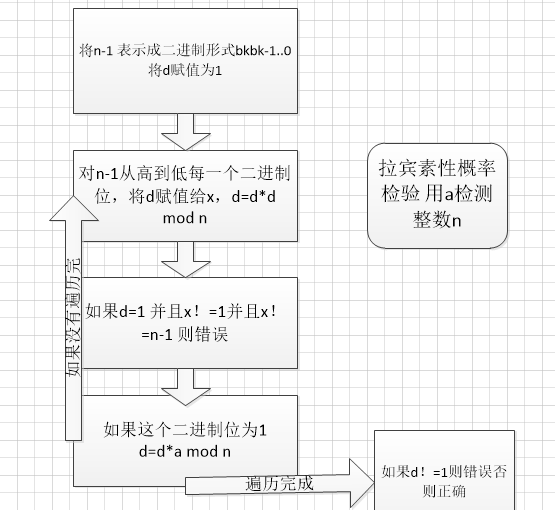 将n-1 表示成二进制形式bkbk-1..0
将d赋值为1
对n-1从高到低每一个二进制
位，将d赋值给x，d=d*d
mod n
拉宾素性概率
检验 用a检测
整数n
如果没有遍历完
如果d=1 并且x！=1并且x！
=n-1 则错误
如果这个二进制位为1
d=d*a mod n
遍历完成
如果d！=1则错误否
则正确